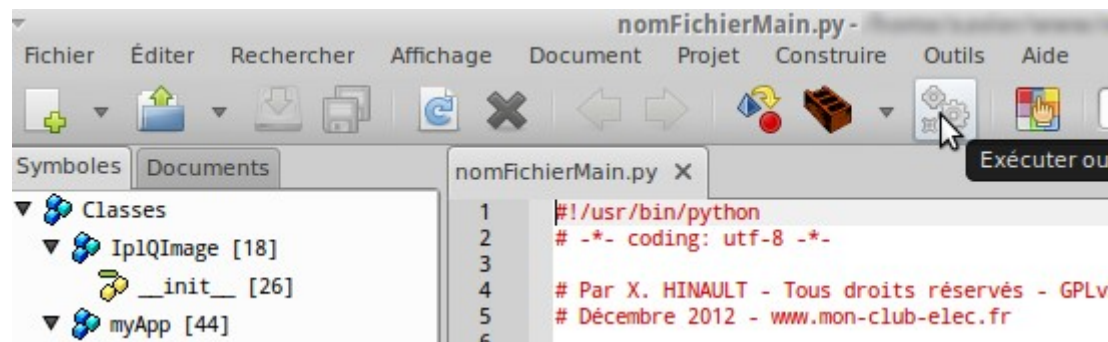 nomFichierMain.py -
Fichier Éditer Rechercher Affichage Document Projet Construire Outils Aide
Exécuter ou
Symboles Documents
nomFichierMain.py
Classes
IplQImage [18]
__init__ [26]
myApp [44]
1 #!/usr/bin/python
2 # -*- coding: utf-8 -*-
3
4 # Par X. HINAULT - Tous droits réservés - GPLv
5 # Décembre 2012 - www.mon-club-elec.fr
6